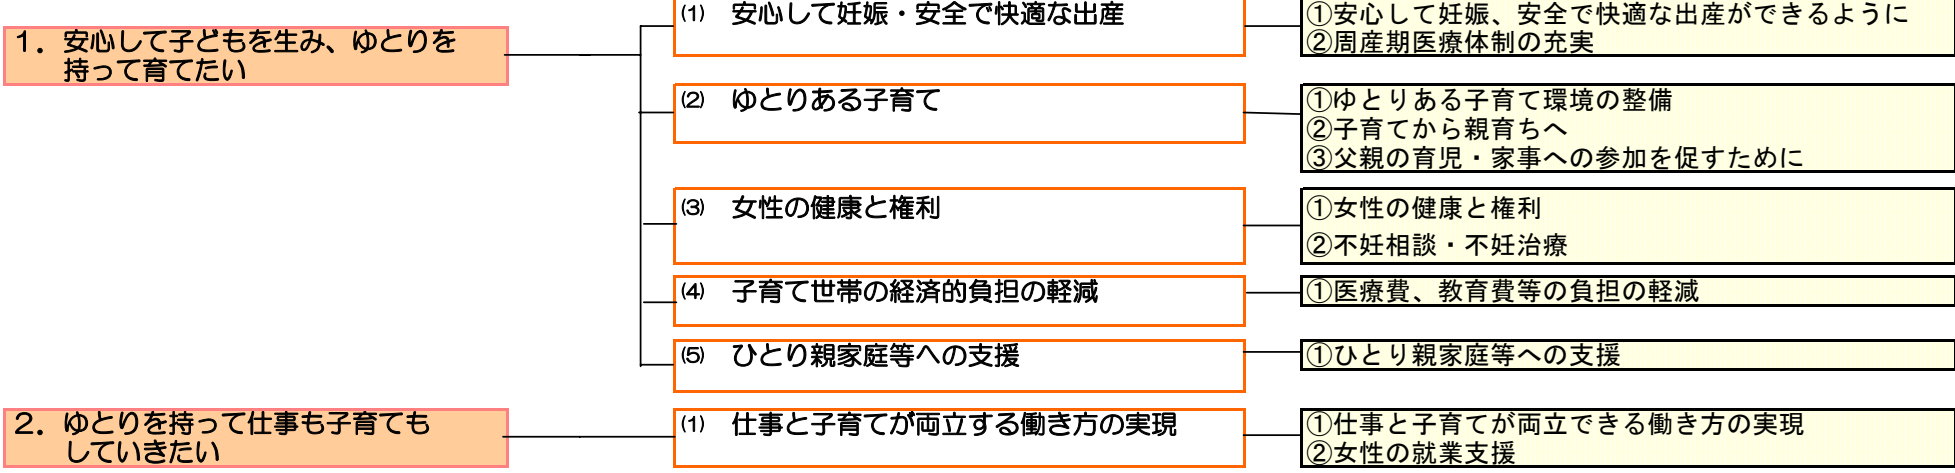 1．安心して子どもを生み、ゆとりを
持って育てたい
⑴　安心して妊娠・安全で快適な出産
①安心して妊娠、安全で快適な出産ができるように
②周産期医療体制の充実
⑵　ゆとりある子育て
①ゆとりある子育て環境の整備
②子育てから親育ちへ
③父親の育児・家事への参加を促すために
⑶　女性の健康と権利
①女性の健康と権利
②不妊相談・不妊治療
⑷　子育て世帯の経済的負担の軽減
①医療費、教育費等の負担の軽減
⑸　ひとり親家庭等への支援
①ひとり親家庭等への支援
2．ゆとりを持って仕事も子育ても
していきたい
⑴　仕事と子育てが両立する働き方の実現
①仕事と子育てが両立できる働き方の実現
②女性の就業支援